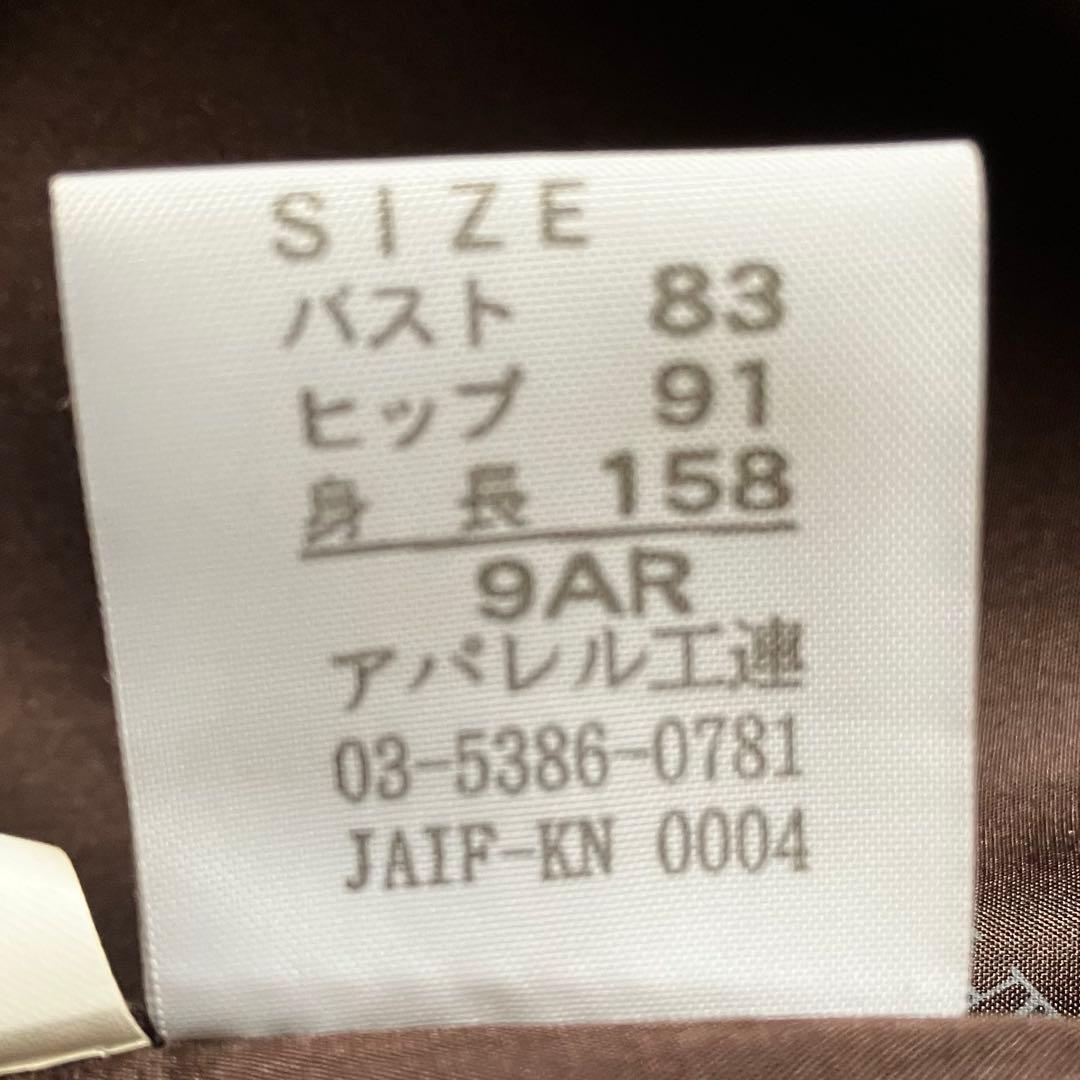 SIZE
バスト 83
ヒップ 91
身 長 158
9AR
アパレル工連
03-5386-0781
JAIF-KN 0004